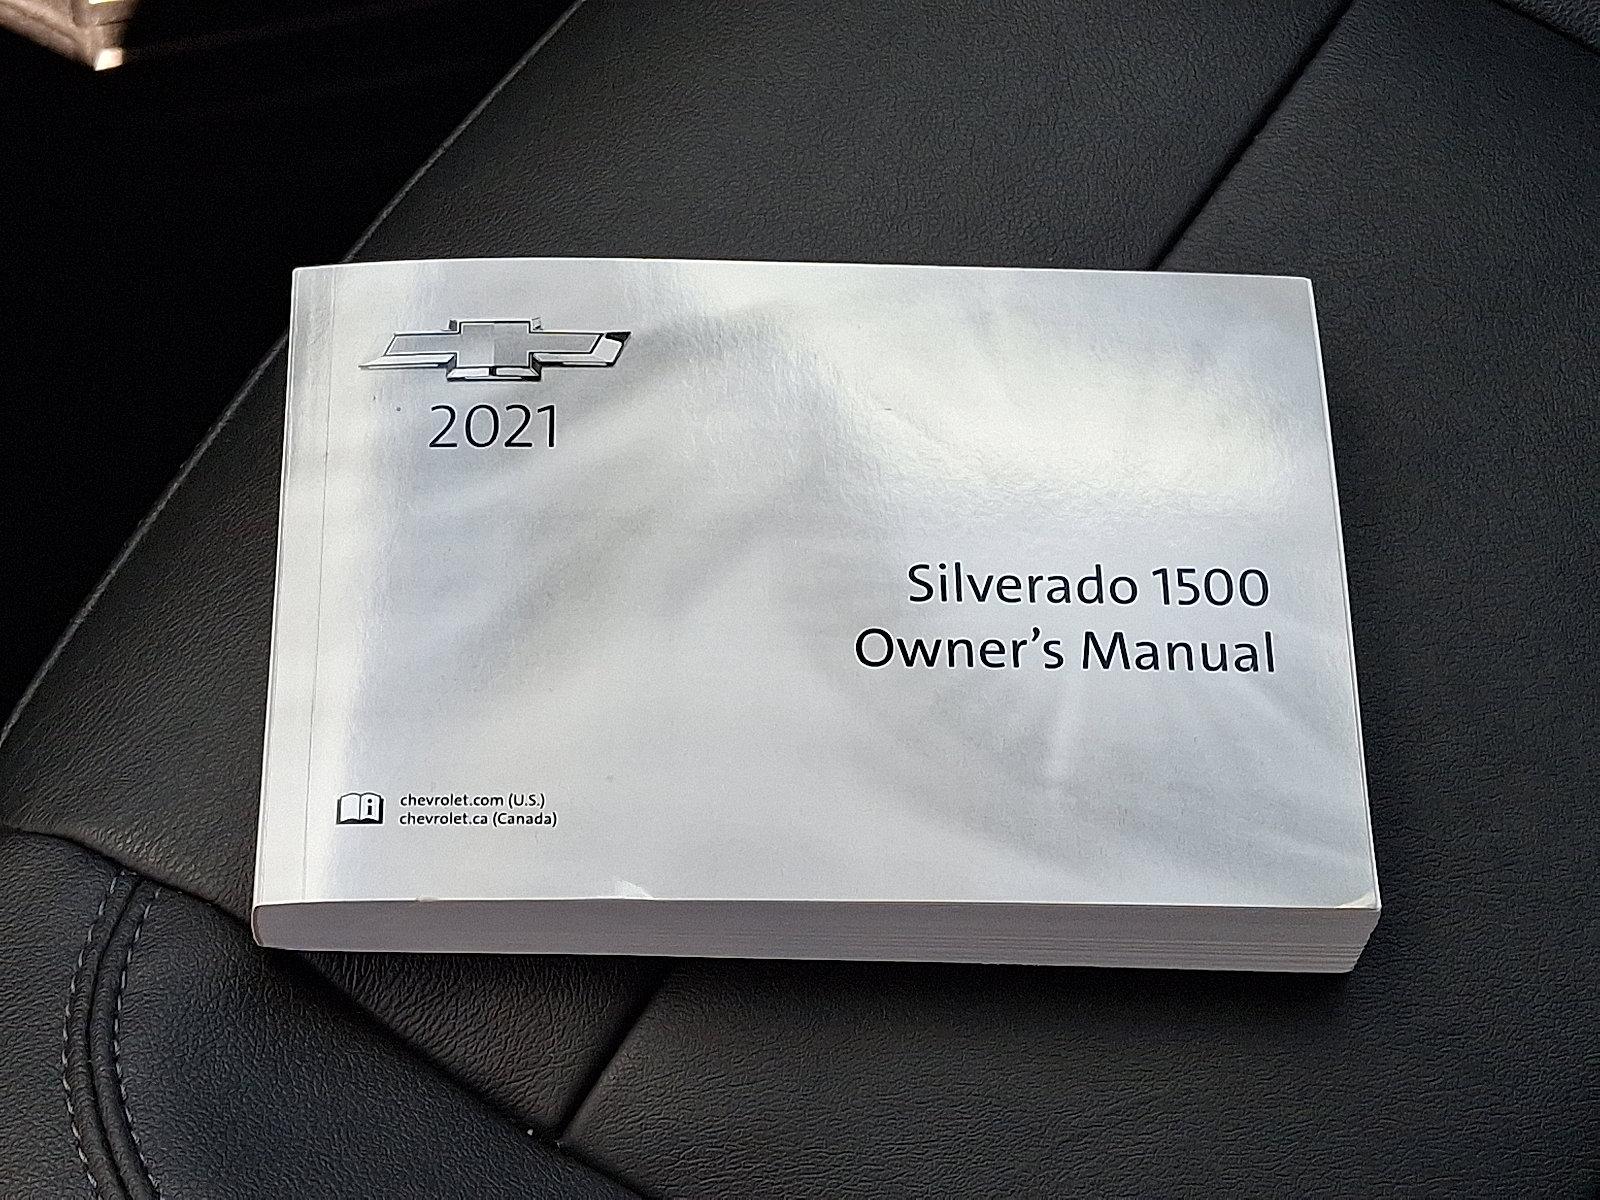 2021
Silverado 1500
Owner's Manual
chevrolet.com (U.S.)
chevrolet.ca (Canada)